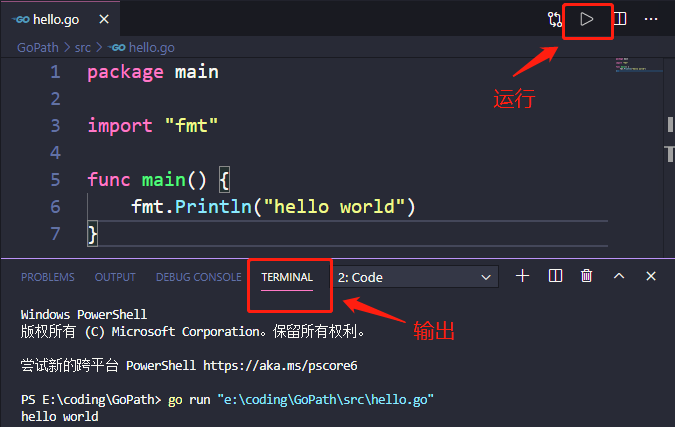 GO hello.go
GoPath > src > GO hello.go
运行
1 package main
2
3 import "fmt"
4
5 func main() {
6 fmt.Println("hello world")
7 }
PROBLEMS OUTPUT DEBUG CONSOLE TERMINAL 2: Code
输出
Windows PowerShell
版权所有 (C) Microsoft Corporation。保留所有权利。
尝试新的跨平台 PowerShell https://aka.ms/pscore6
PS E:\coding\GoPath> go run "e:\coding\GoPath\src\hello.go"
hello world